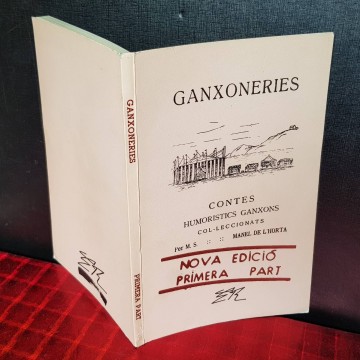 GANXONERIES
PRIMERA PART
GANXONERIES
CONTES
HUMORISTICS GANXONS
COL·LECCIONATS
Per M. S. :: :: MANEL DE L'HORTA
NOVA EDICIÓ
PRIMERA PART